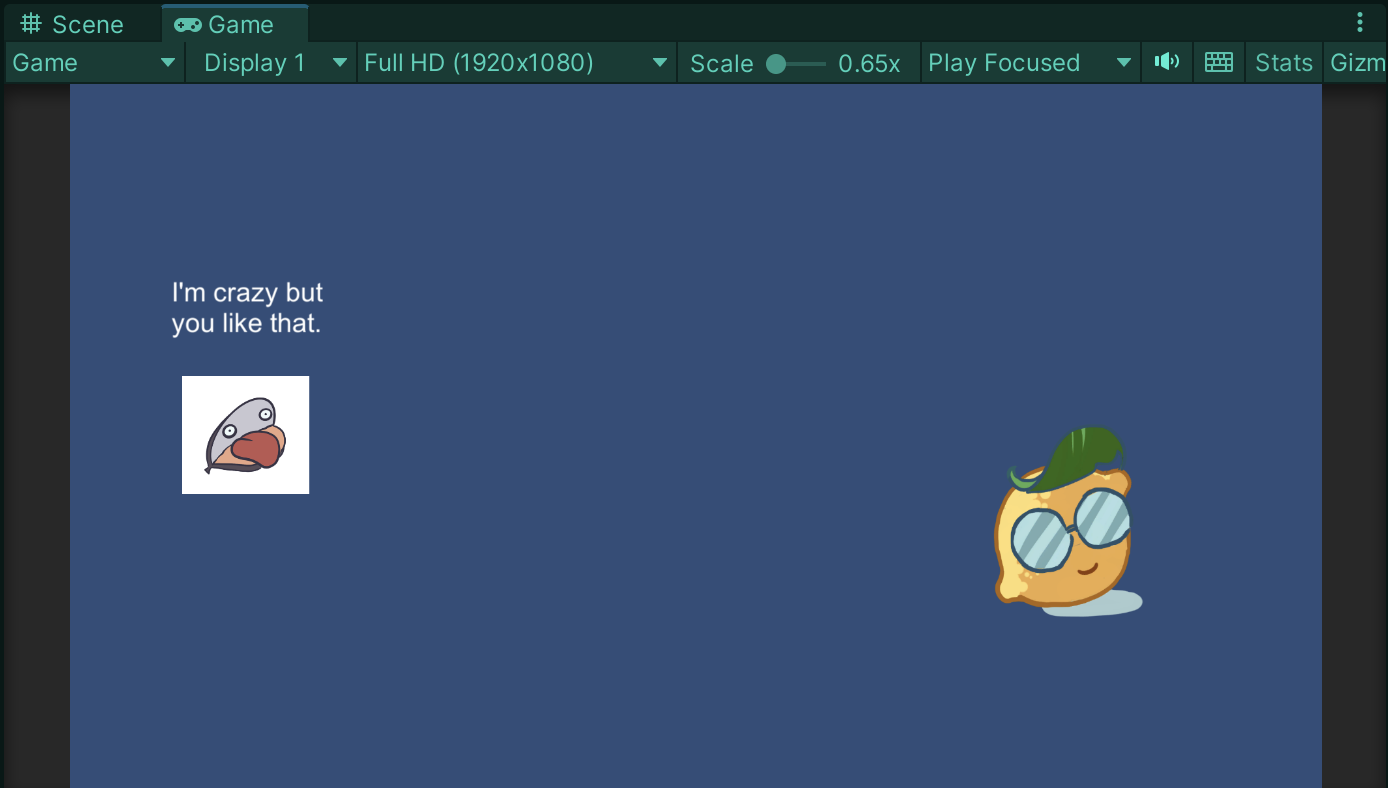 Scene Game
Game Display 1 Full HD (1920x1080) Scale 0.65x Play Focused Stats Gizm
I'm crazy but
you like that.